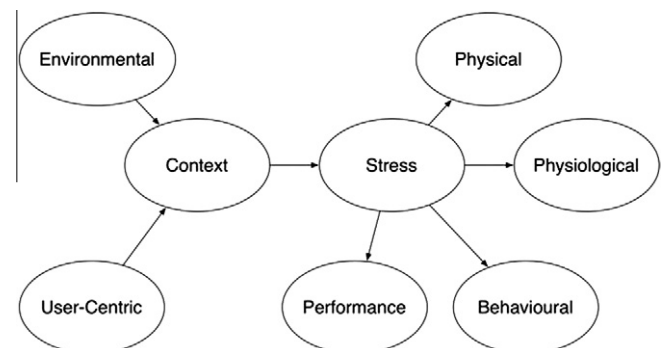 Environmental
Physical
Context
Stress
Physiological
User-Centric
Performance
Behavioural